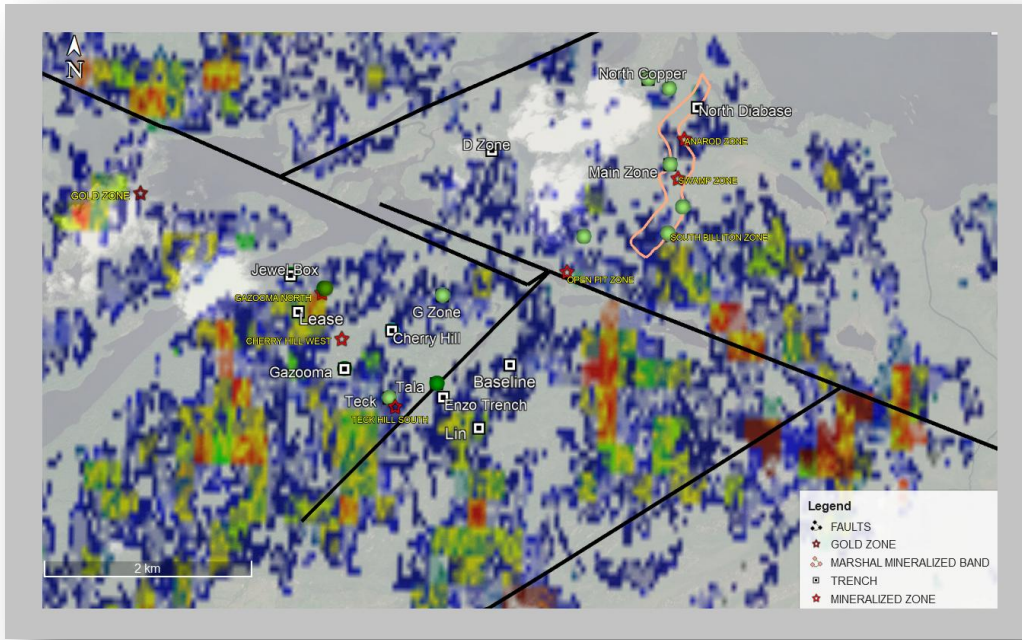 N
North Copper
North Diabase
ANAROD ZONE
D Zone
Main Zone
SWAMP ZONE
GOLD ZONE
SOUTH BILLITON ZONE
Jewel Box
OPEN PIT ZONE
GAZOOMA NORTH
Lease
G Zone
CHERRY HILL WEST
Cherry Hill
Gazooma
Tala
Baseline
Teck
Enzo Trench
TECK HILL SOUTH
Lin
2 km
Legend
FAULTS
GOLD ZONE
MARSHAL MINERALIZED BAND
TRENCH
MINERALIZED ZONE